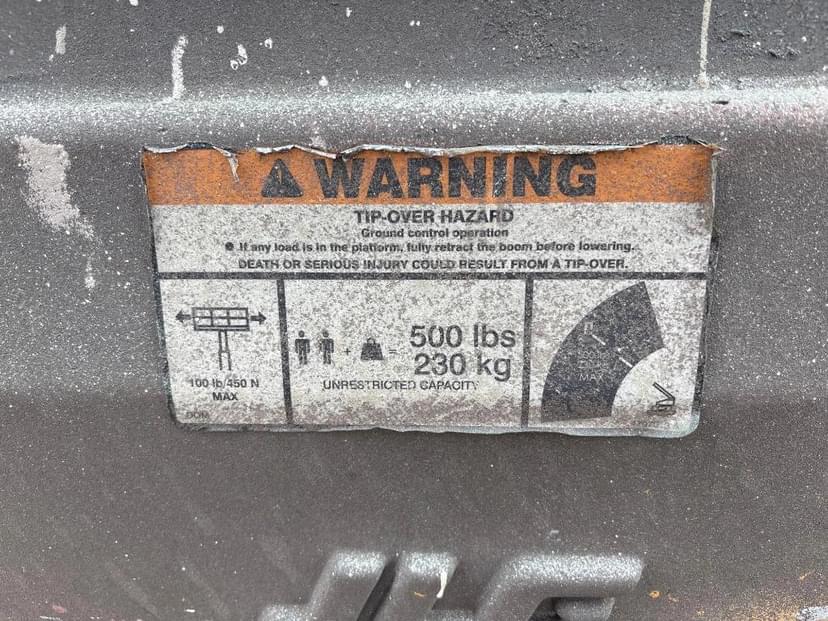 WARNING
TIP-OVER HAZARD
Ground control operation
● If any load is in the platform, fully retract the boom before lowering.
DEATH OR SERIOUS INJURY COULD RESULT FROM A TIP-OVER.
100 lb/450 N
MAX
+ =
500 lbs
230 kg
UNRESTRICTED CAPACITY